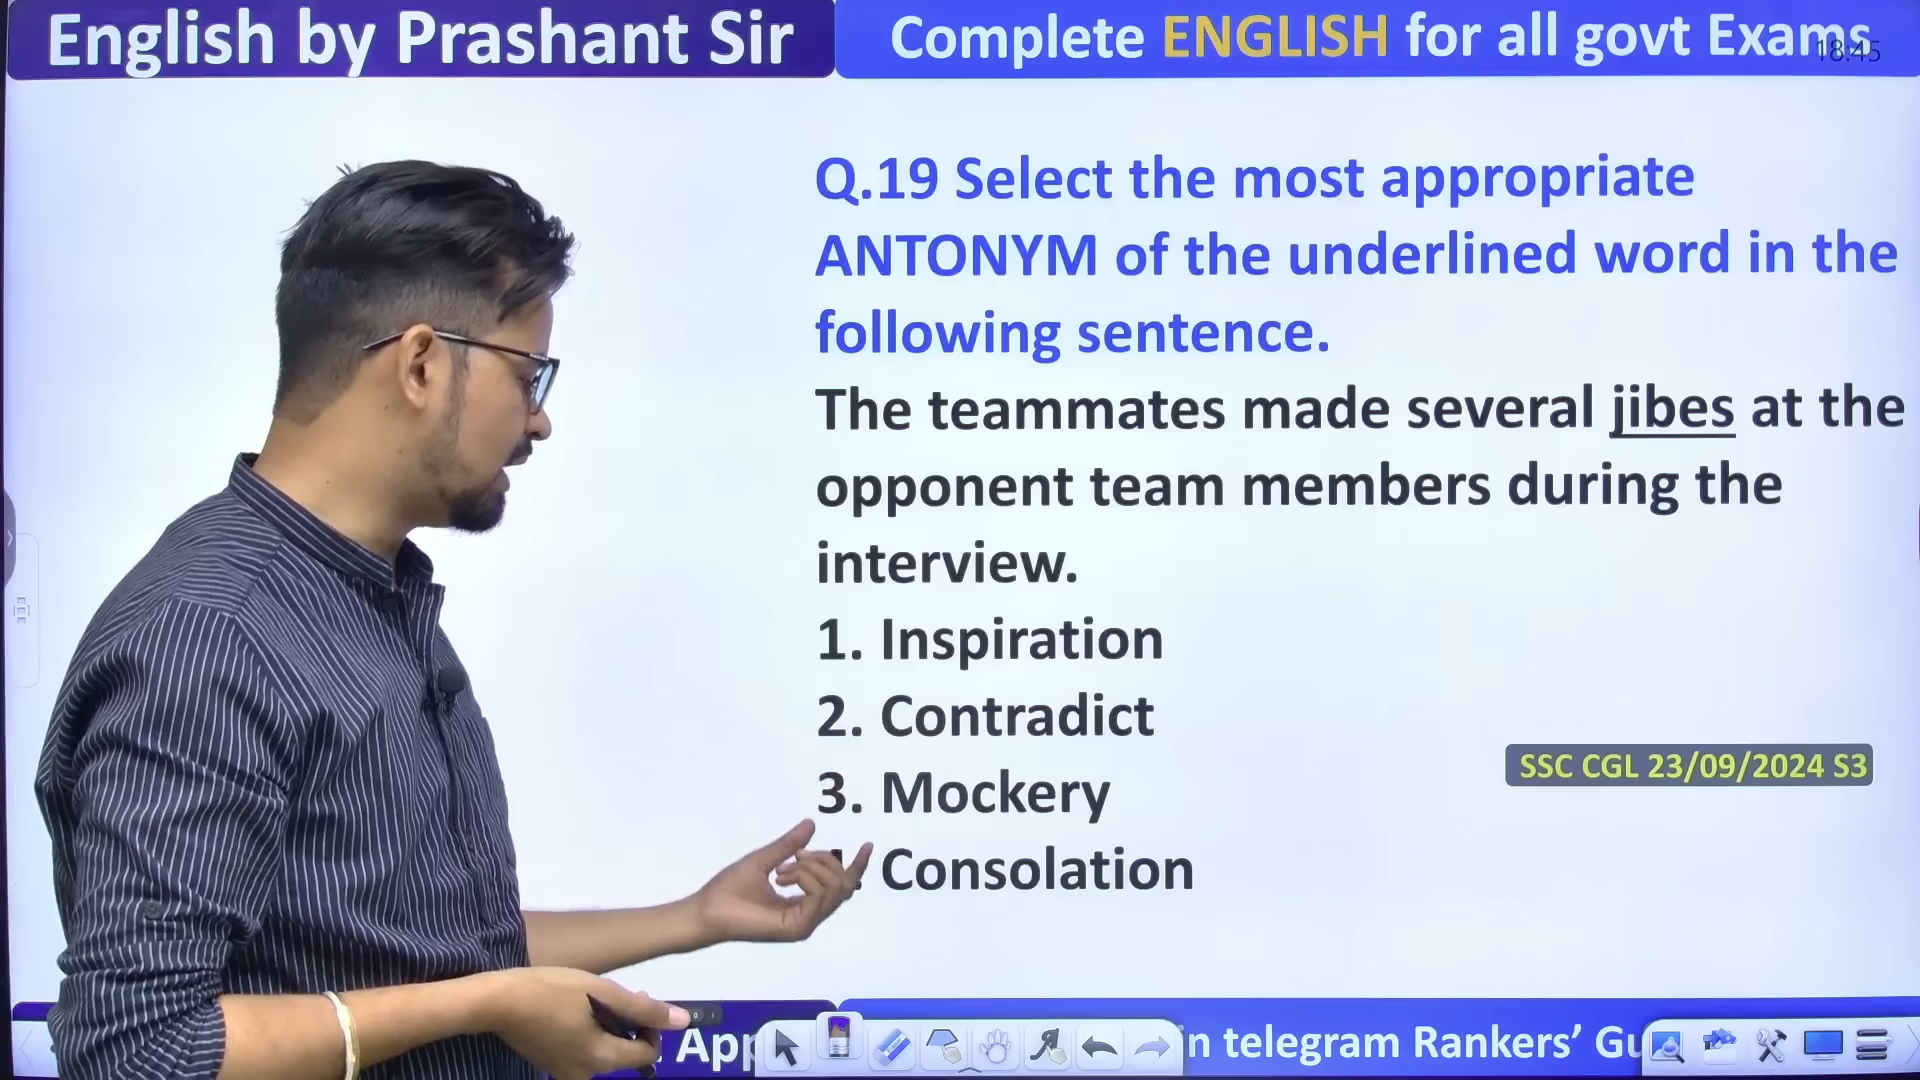 English by Prashant Sir
Complete ENGLISH for all govt Exams
18:45
Q.19 Select the most appropriate
ANTONYM of the underlined word in the
following sentence.
The teammates made several jibes at the
opponent team members during the
interview.
1. Inspiration
2. Contradict
3. Mockery
Consolation
SSC CGL 23/09/2024 S3
in telegram Rankers’